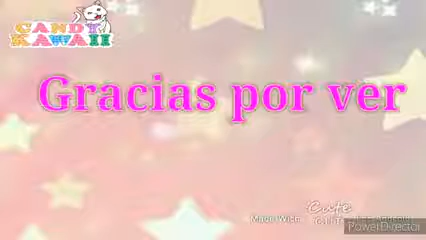 CANDY
KAWAII
Gracias por ver
Made With
Cute
PowerDirector